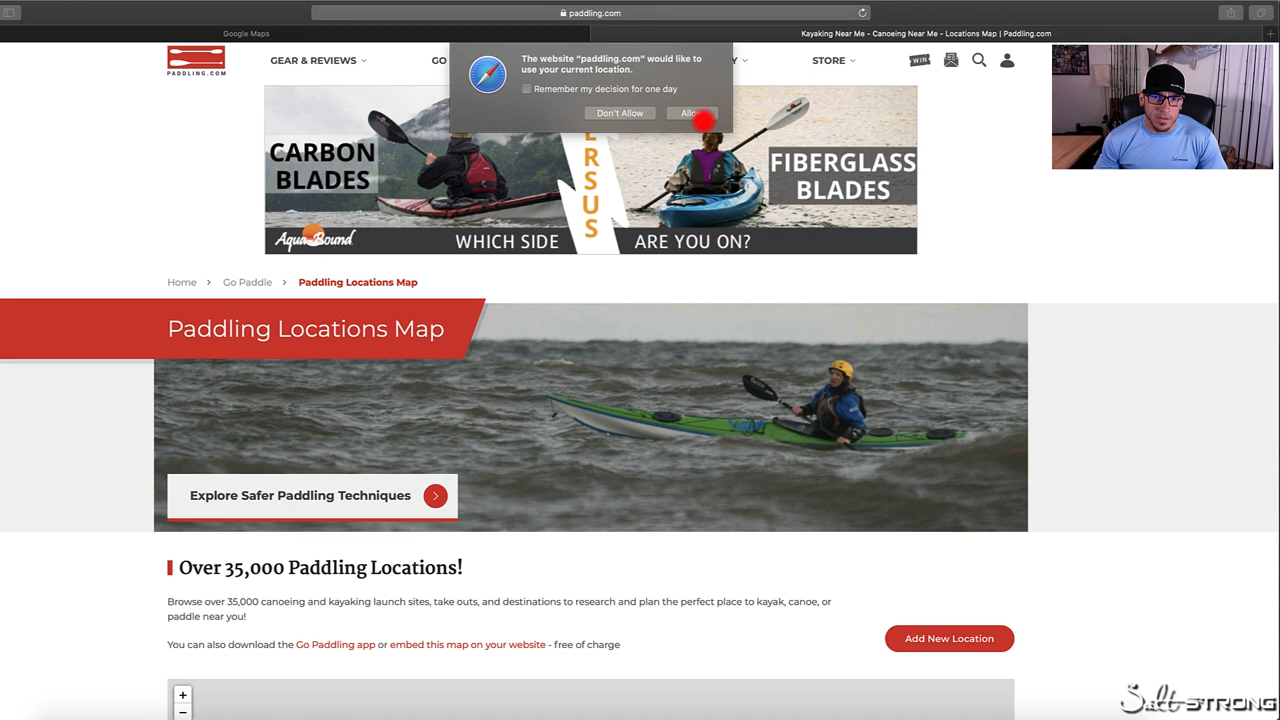 paddling.com
Google Maps
Kayaking Near Me - Canoeing Near Me - Locations Map | Paddling.com
PADDLING.COM
GEAR & REVIEWS
GO
STORE
WIN
The website “paddling.com” would like to
use your current location.
Remember my decision for one day
Don't Allow
CARBON
BLADES
ERSUS
FIBERGLASS
BLADES
Aqua Bound
WHICH SIDE
ARE YOU ON?
Home > Go Paddle > Paddling Locations Map
Paddling Locations Map
Explore Safer Paddling Techniques
Over 35,000 Paddling Locations!
Browse over 35,000 canoeing and kayaking launch sites, take outs, and destinations to research and plan the perfect place to kayak, canoe, or
paddle near you!
You can also download the Go Paddling app or embed this map on your website - free of charge
Add New Location
+
−
Salt STRONG